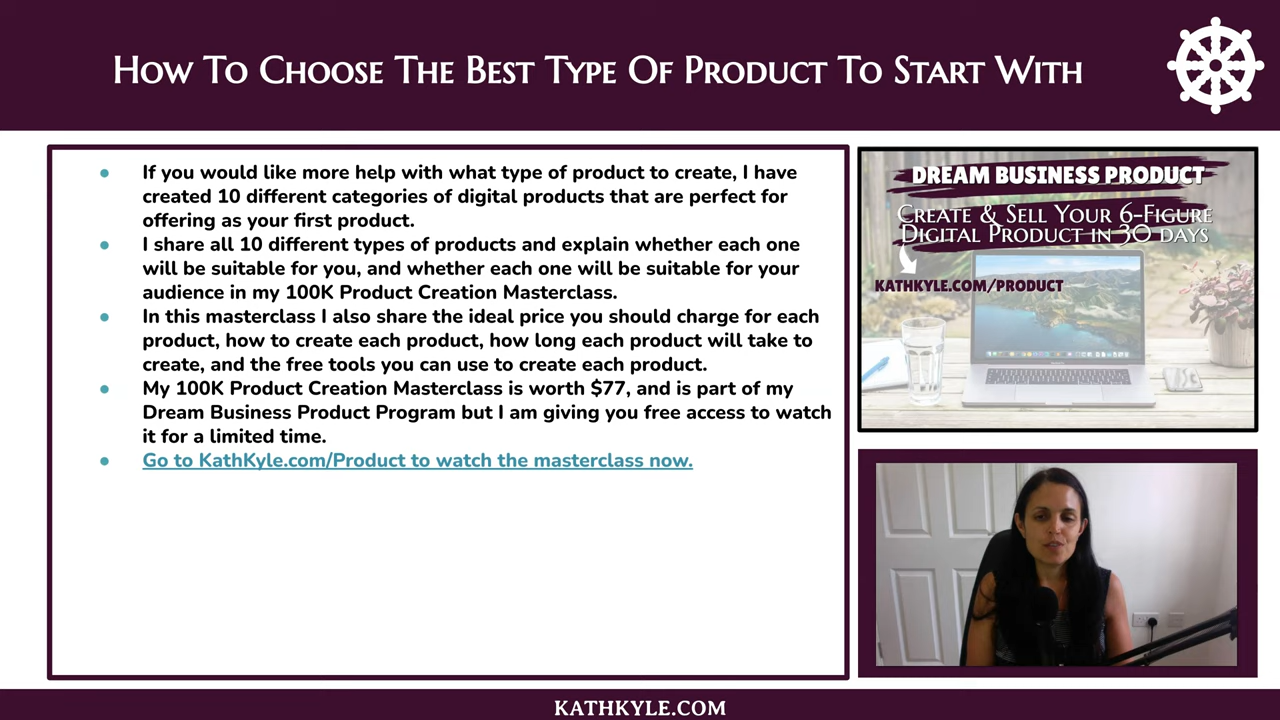 How To Choose The Best Type Of Product To Start With
If you would like more help with what type of product to create, I have
created 10 different categories of digital products that are perfect for
offering as your first product.
I share all 10 different types of products and explain whether each one
will be suitable for you, and whether each one will be suitable for your
audience in my 100K Product Creation Masterclass.
In this masterclass I also share the ideal price you should charge for each
product, how to create each product, how long each product will take to
create, and the free tools you can use to create each product.
My 100K Product Creation Masterclass is worth $77, and is part of my
Dream Business Product Program but I am giving you free access to watch
it for a limited time.
Go to KathKyle.com/Product to watch the masterclass now.
DREAM BUSINESS PRODUCT
Create & Sell Your 6-Figure
Digital Product in 30 days
KATHKYLE.COM/PRODUCT
KATHKYLE.COM